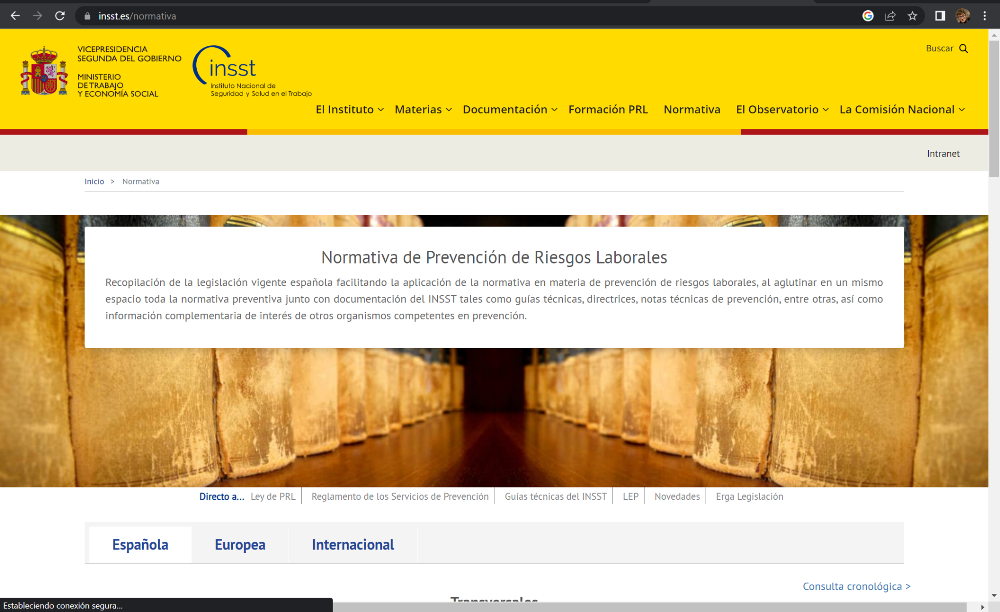 insst.es/normativa
VICEPRESIDENCIA
SEGUNDA DEL GOBIERNO
MINISTERIO
DE TRABAJO
Y ECONOMÍA SOCIAL
insst
Instituto Nacional de
Seguridad y Salud en el Trabajo
Buscar
El Instituto Materias Documentación Formación PRL Normativa El Observatorio La Comisión Nacional
Intranet
Inicio > Normativa
Normativa de Prevención de Riesgos Laborales
Recopilación de la legislación vigente española facilitando la aplicación de la normativa en materia de prevención de riesgos laborales, al aglutinar en un mismo
espacio toda la normativa preventiva junto con documentación del INSST tales como guías técnicas, directrices, notas técnicas de prevención, entre otras, así como
información complementaria de interés de otros organismos competentes en prevención.
Directo a... Ley de PRL Reglamento de los Servicios de Prevención Guías técnicas del INSST LEP Novedades Erga Legislación
Española Europea Internacional
Consulta cronológica >
Transversales
Estableciendo conexión segura...